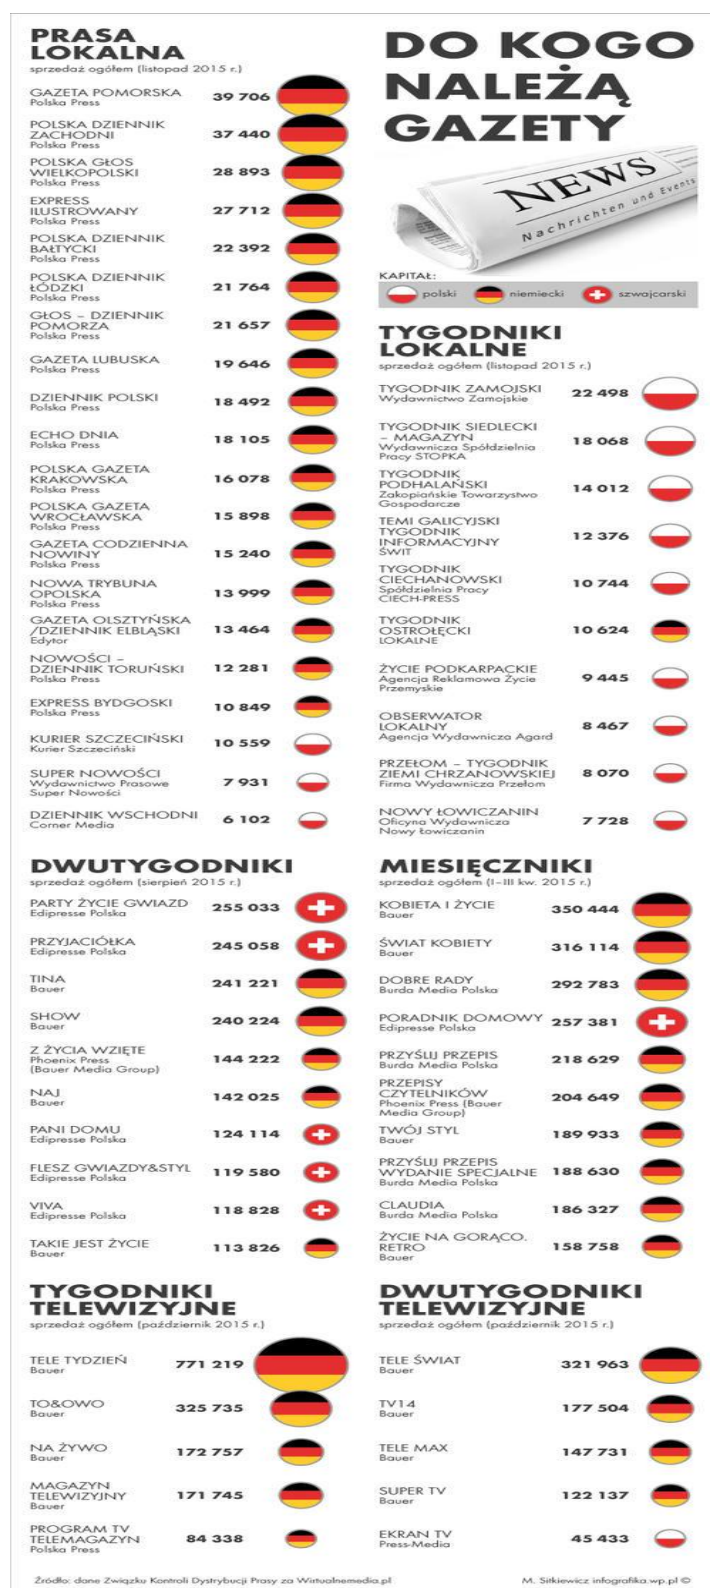 PRASA
LOKALNA
sprzedaż ogółem (listopad 2015 r.)
GAZETA POMORSKA
Polska Press
39 706
POLSKA DZIENNIK
ZACHODNI
Polska Press
37 440
POLSKA GŁOS
WIELKOPOLSKI
Polska Press
28 893
EXPRESS
ILUSTROWANY
Polska Press
27 712
POLSKA DZIENNIK
BAŁTYCKI
Polska Press
22 392
POLSKA DZIENNIK
ŁÓDZKI
Polska Press
21 764
GŁOS – DZIENNIK
POMORZA
Polska Press
21 657
GAZETA LUBUSKA
Polska Press
19 646
DZIENNIK POLSKI
Polska Press
18 492
ECHO DNIA
Polska Press
18 105
POLSKA GAZETA
KRAKOWSKA
Polska Press
16 078
POLSKA GAZETA
WROCŁAWSKA
Polska Press
15 898
GAZETA CODZIENNA
NOWINY
Polska Press
15 240
NOWA TRYBUNA
OPOLSKA
Polska Press
13 999
GAZETA OLSZTYŃSKA
/DZIENNIK ELBLĄSKI
Edytor
13 464
NOWOŚCI –
DZIENNIK TORUŃSKI
Polska Press
12 281
EXPRESS BYDGOSKI
Polska Press
10 849
KURIER SZCZECIŃSKI
Kurier Szczeciński
10 559
SUPER NOWOŚCI
Wydawnictwo Prasowe
Super Nowości
7 931
DZIENNIK WSCHODNI
Corner Media
6 102
DO KOGO
NALEŻĄ
GAZETY
NEWS
Nachrichten und Events
KAPITAŁ:
polski niemiecki szwajcarski
TYGODNIKI
LOKALNE
sprzedaż ogółem (listopad 2015 r.)
TYGODNIK ZAMOJSKI
Wydawnictwo Zamojskie
22 498
TYGODNIK SIEDLECKI
– MAGAZYN
Wydawnicza Spółdzielnia
Pracy STOPKA
18 068
TYGODNIK
PODHALAŃSKI
Zakopiańskie Towarzystwo
Gospodarcze
14 012
TEMI GALICYJSKI
TYGODNIK
INFORMACYJNY
ŚWIT
12 376
TYGODNIK
CIECHANOWSKI
Spółdzielnia Pracy
CIECH-PRESS
10 744
TYGODNIK
OSTROŁĘCKI
LOKALNE
10 624
ŻYCIE PODKARPACKIE
Agencja Reklamowa Życie
Przemyskie
9 445
OBSERWATOR
LOKALNY
Agencja Wydawnicza Agard
8 467
PRZEŁOM – TYGODNIK
ZIEMI CHRZANOWSKIEJ
Firma Wydawnicza Przełom
8 070
NOWY ŁOWICZANIN
Oficyna Wydawnicza
Nowy Łowiczanin
7 728
DWUTYGODNIKI
sprzedaż ogółem (sierpień 2015 r.)
PARTY ŻYCIE GWIAZD
Edipresse Polska
255 033
PRZYJACIÓŁKA
Edipresse Polska
245 058
TINA
Bauer
241 221
SHOW
Bauer
240 224
Z ŻYCIA WZIĘTE
Phoenix Press
(Bauer Media Group)
144 222
NAJ
Bauer
142 025
PANI DOMU
Edipresse Polska
124 114
FLESZ GWIAZDY&STYL
Edipresse Polska
119 580
VIVA
Edipresse Polska
118 828
TAKIE JEST ŻYCIE
Bauer
113 826
MIESIĘCZNIKI
sprzedaż ogółem (I–III kw. 2015 r.)
KOBIETA I ŻYCIE
Bauer
350 444
ŚWIAT KOBIETY
Bauer
316 114
DOBRE RADY
Burda Media Polska
292 783
PORADNIK DOMOWY
Edipresse Polska
257 381
PRZYŚLIJ PRZEPIS
Burda Media Polska
218 629
PRZEPISY
CZYTELNIKÓW
Phoenix Press (Bauer
Media Group)
204 649
TWÓJ STYL
Bauer
189 933
PRZYŚLIJ PRZEPIS
WYDANIE SPECJALNE
Burda Media Polska
188 630
CLAUDIA
Burda Media Polska
186 327
ŻYCIE NA GORĄCO.
RETRO
Bauer
158 758
TYGODNIKI
TELEWIZYJNE
sprzedaż ogółem (październik 2015 r.)
TELE TYDZIEŃ
Bauer
771 219
TO&OWO
Bauer
325 735
NA ŻYWO
Bauer
172 757
MAGAZYN
TELEWIZYJNY
Bauer
171 745
PROGRAM TV
TELEMAGAZYN
Polska Press
84 338
DWUTYGODNIKI
TELEWIZYJNE
sprzedaż ogółem (październik 2015 r.)
TELE ŚWIAT
Bauer
321 963
TV14
Bauer
177 504
TELE MAX
Bauer
147 731
SUPER TV
Bauer
122 137
EKRAN TV
Press-Media
45 433
Źródło: dane Związku Kontroli Dystrybucji Prasy za Wirtualnemedia.pl
M. Sitkiewicz infografika.wp.pl ©